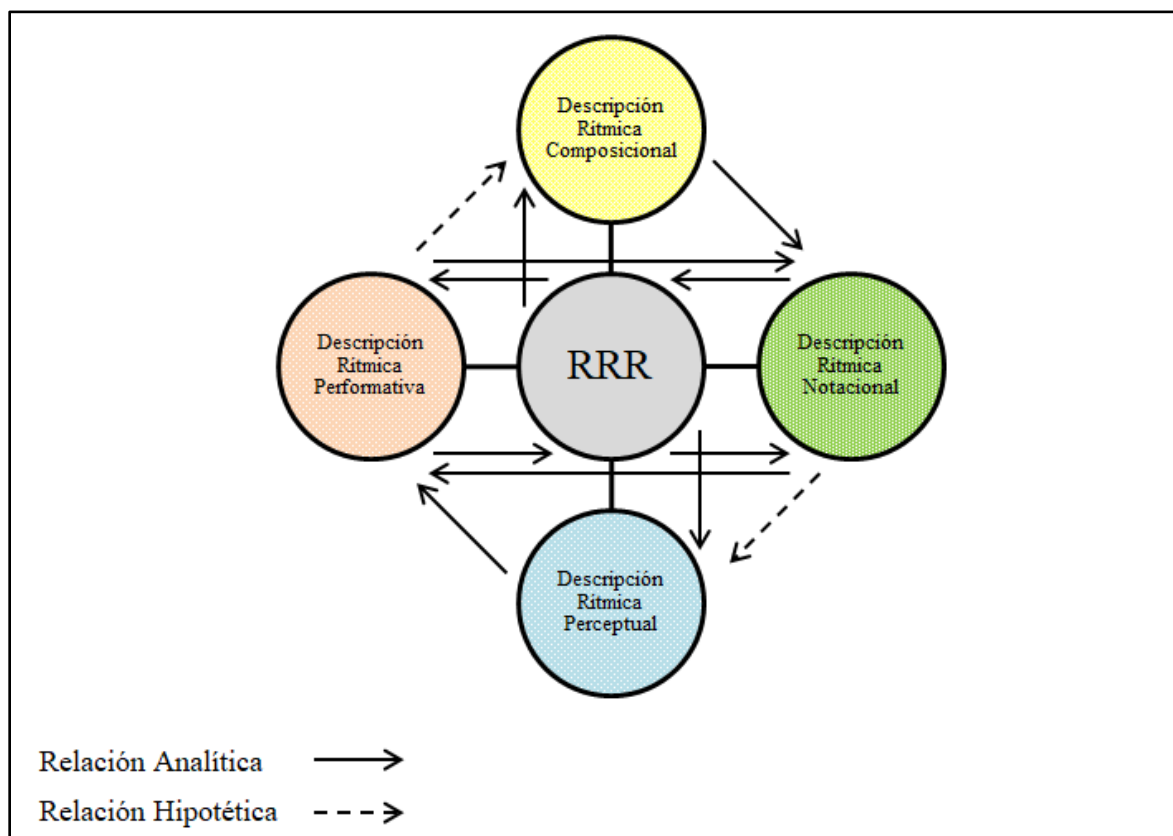 Descripción
Rítmica
Composicional
Descripción
Rítmica
Performativa
RRR
Descripción
Rítmica
Notacional
Descripción
Rítmica
Perceptual
Relación Analítica
Relación Hipotética